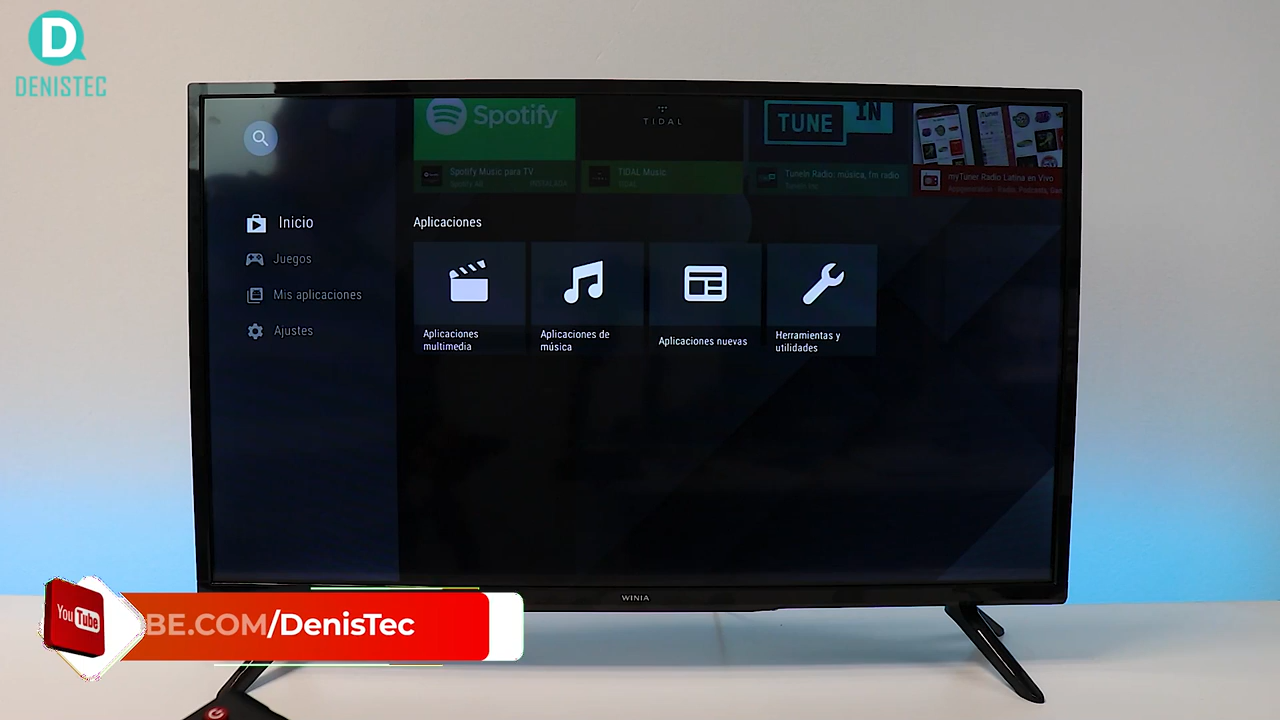 D
DENISTEC
Spotify
TIDAL
TUNE
IN
Spotify Music para TV
TIDAL Music
TIDAL
TuneIn Radio: música, fm radio
myTuner Radio Latina en Vivo
Inicio
Juegos
Mis aplicaciones
Ajustes
Aplicaciones
Aplicaciones
multimedia
Aplicaciones de
música
Aplicaciones nuevas
Herramientas y
utilidades
WINIA
You Tube
BE.COM/DenisTec